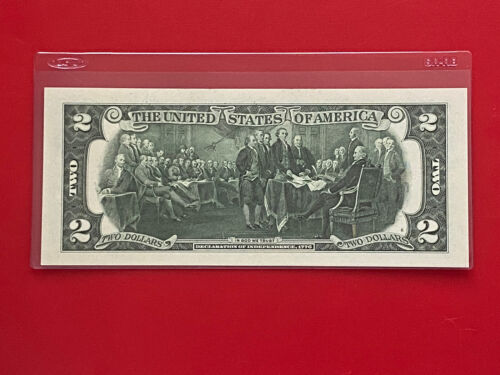 THE UNITED STATES OF AMERICA
2
2
TWO
TWO
2
2
TWO DOLLARS
TWO DOLLARS
IN GOD WE TRUST
DECLARATION OF INDEPENDENCE, 1776